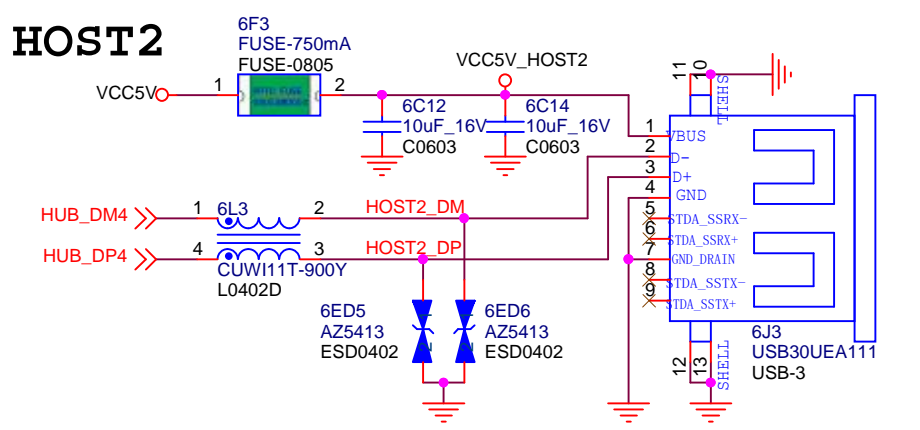 HOST2
6F3
FUSE-750mA
FUSE-0805
VCC5V
1
2
VCC5V_HOST2
6C12
10uF_16V
C0603
6C14
10uF_16V
C0603
11
10
SHELL
1
VBUS
2
D-
3
D+
4
GND
5
STDA_SSRX-
6
STDA_SSRX+
7
GND_DRAIN
8
STDA_SSTX-
9
STDA_SSTX+
HUB_DM4
1
6L3
2
HOST2_DM
HUB_DP4
4
3
HOST2_DP
CUWI11T-900Y
L0402D
6ED5
AZ5413
ESD0402
6ED6
AZ5413
ESD0402
12
13
SHELL
6J3
USB30UEA111
USB-3